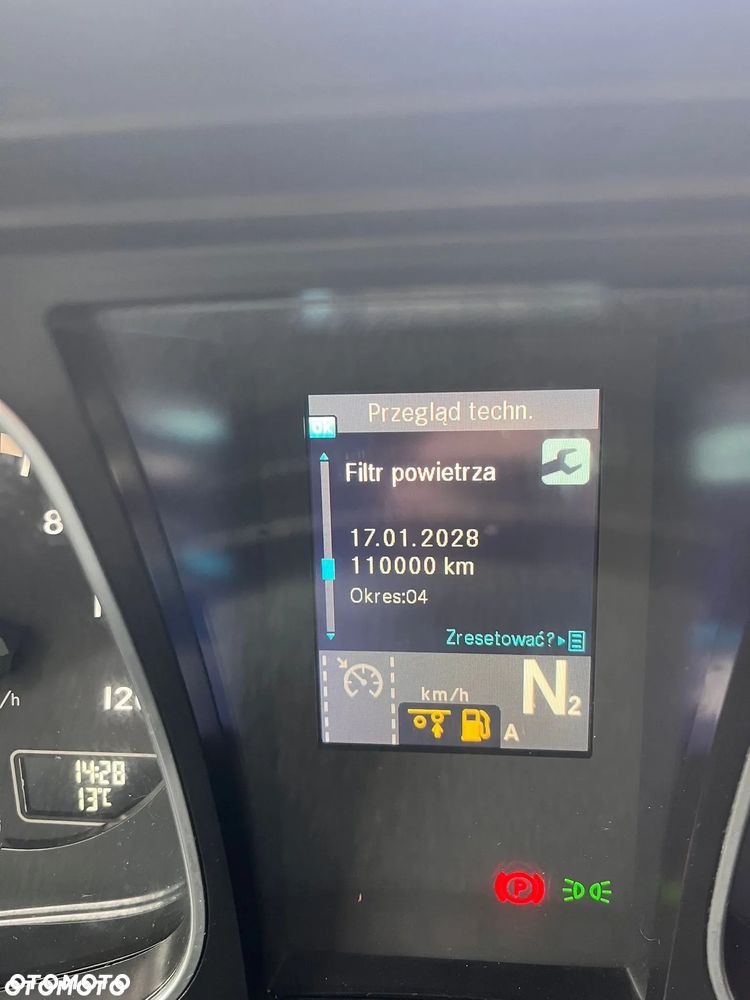 Przegląd techn.
OK
Filtr powietrza
17.01.2028
110000 km
Okres:04
Zresetować?
km/h
N2
A
8
12
/h
14:28
13°C
P
OTOMOTO